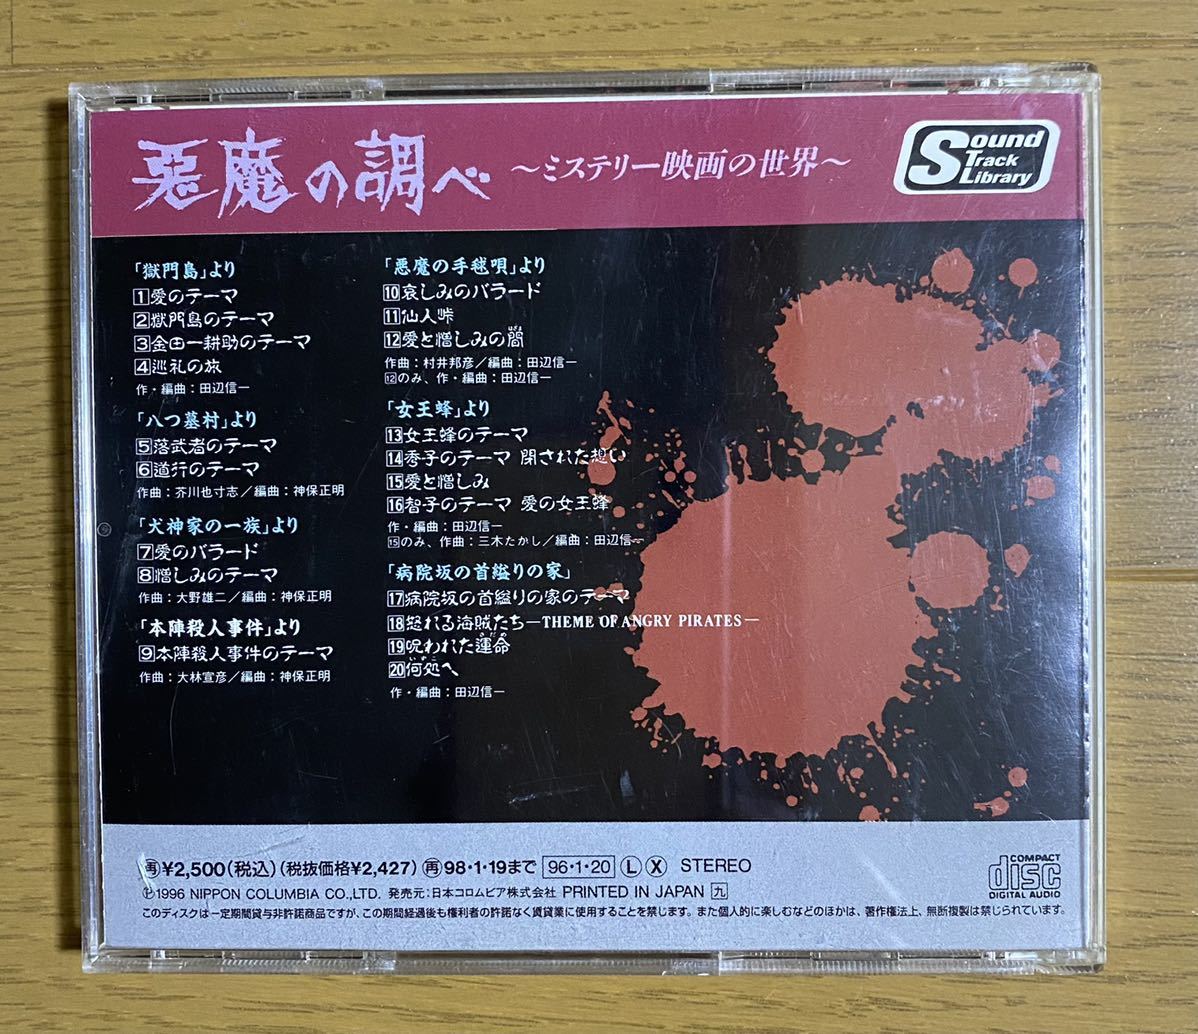 悪魔の調べ ~ミステリー映画の世界~
Sound
Track
Library
「獄門島」より
1愛のテーマ
2獄門島のテーマ
3金田一耕助のテーマ
4巡礼の旅
作・編曲:田辺信一
「八つ墓村」より
5落武者のテーマ
6道行のテーマ
作曲:芥川也寸志/編曲:神保正明
「犬神家の一族」より
7愛のバラード
8憎しみのテーマ
作曲:大野雄二/編曲:神保正明
「本陣殺人事件」より
9本陣殺人事件のテーマ
作曲:大林宣彦/編曲:神保正明
「悪魔の手毬唄」より
10哀しみのバラード
11仙人峠
はざま
12愛と憎しみの間
作曲:村井邦彦/編曲:田辺信一
12のみ、作・編曲:田辺信一
「女王蜂」より
13女王蜂のテーマ
14秀子のテーマ 閉された想い
15愛と憎しみ
16智子のテーマ 愛の女王蜂
作・編曲:田辺信一
15のみ、作曲:三木たかし/編曲:田辺信一
「病院坂の首縊りの家」
17病院坂の首縊りの家のテーマ
18怒れる海賊たち―THEME OF ANGRY PIRATES―
さだめ
19呪われた運命
いずこ
20何処へ
作・編曲:田辺信一
再¥2,500(税込)(税抜価格¥2,427)再98・1・19まで 96・1・20 L X STEREO
℗1996 NIPPON COLUMBIA CO.,LTD. 発売元:日本コロムビア株式会社 PRINTED IN JAPAN 九
このディスクは一定期間貸与非許諾商品ですが、この期間経過後も権利者の許諾なく賃貸業に使用することを禁じます。また個人的に楽しむなどのほかは、著作権法上、無断複製は禁じられています。
COMPACT
disc
DIGITAL AUDIO